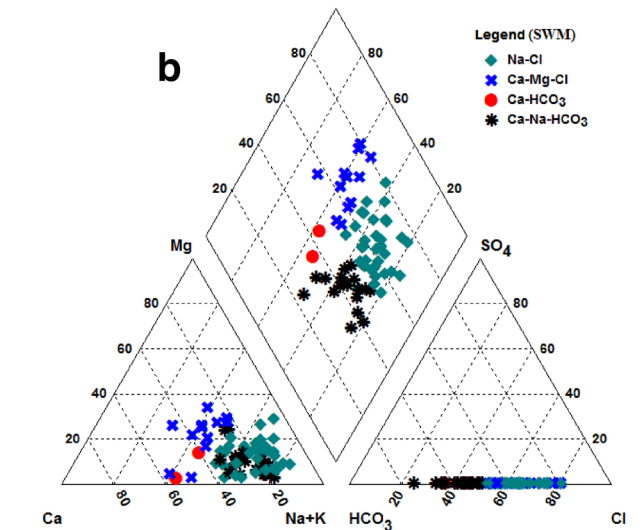 b
Legend (SWM)
Na-Cl
Ca-Mg-Cl
Ca-HCO3
Ca-Na-HCO3
80 80
60 60
40 40
20 20
Mg SO4
80 80
60 60
40 40
20 20
80 60 40 20 20 40 60 80
Ca Na+K HCO3 Cl